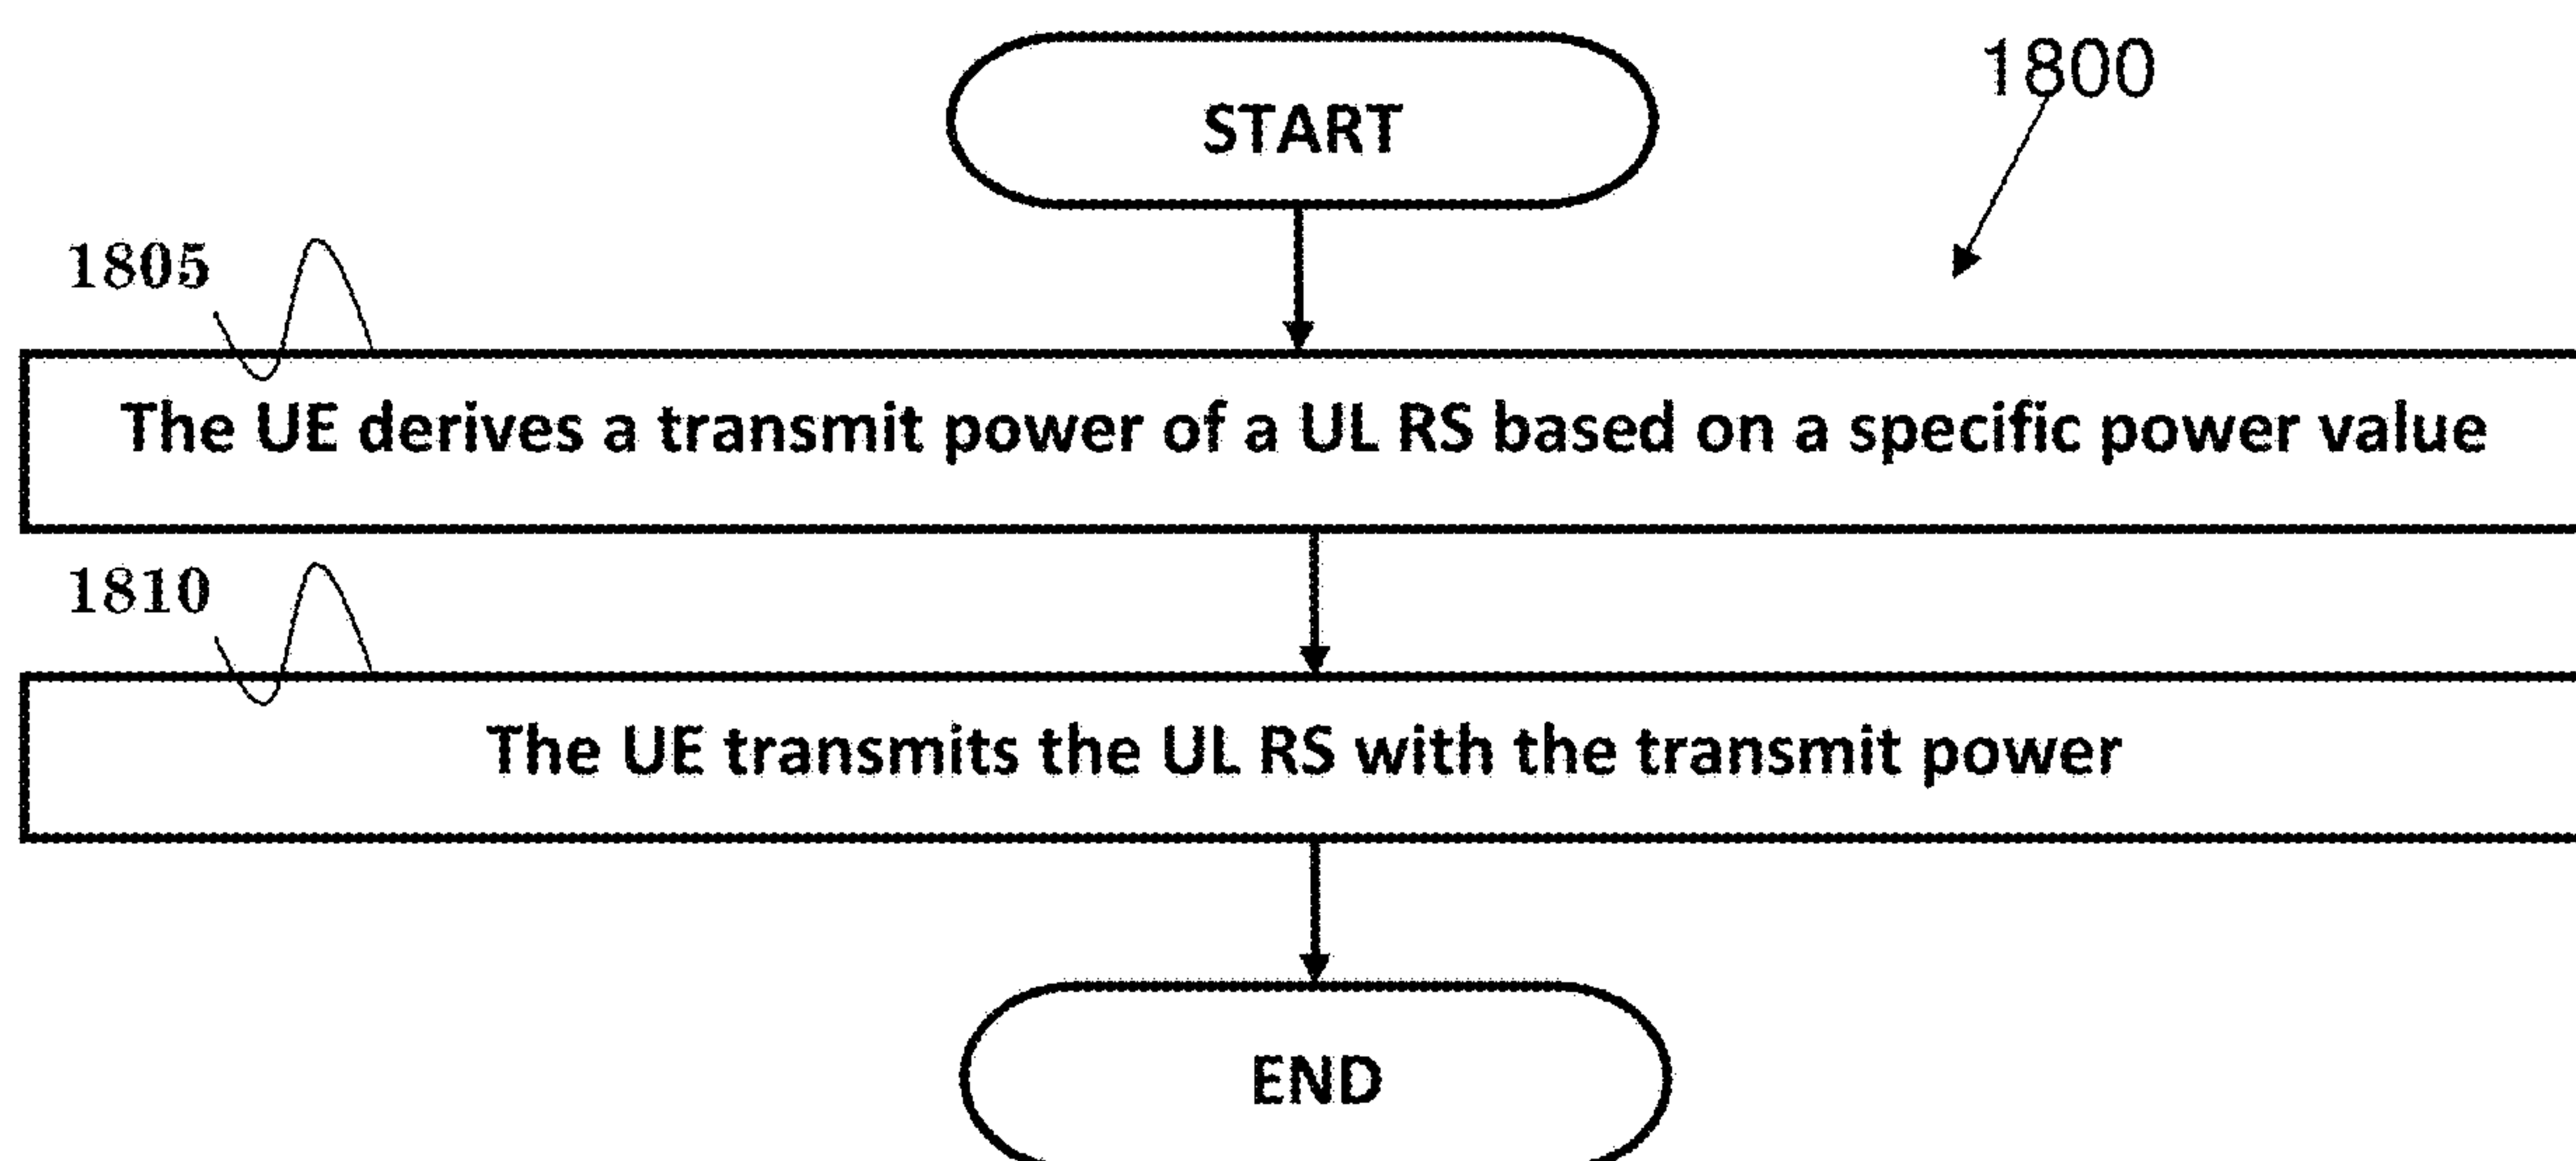 START
1800
1805
The UE derives a transmit power of a UL RS based on a specific power value
1810
The UE transmits the UL RS with the transmit power
END